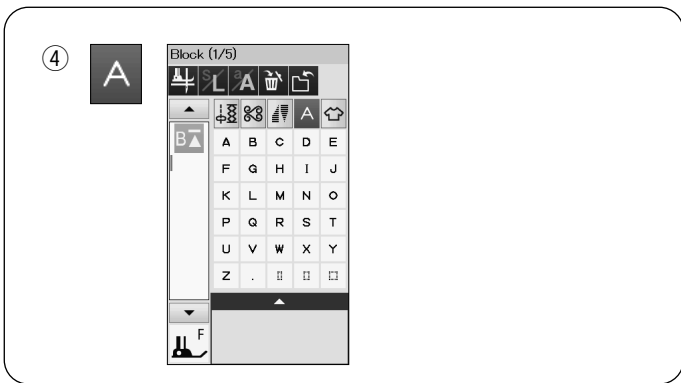 ④ A Block (1/5)
S/L a/A
A
B
A B C D E
F G H I J
K L M N O
P Q R S T
U V W X Y
Z .
F